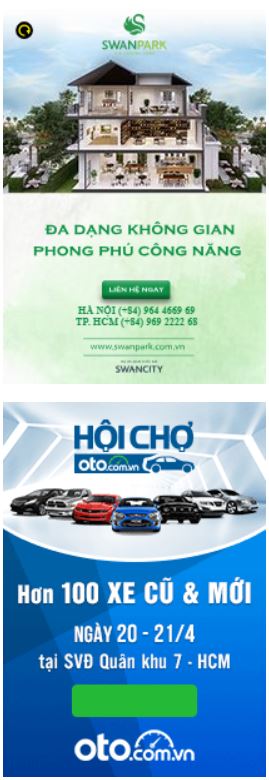 SWANPARK
ĐA DẠNG KHÔNG GIAN
PHONG PHÚ CÔNG NĂNG
LIÊN HỆ NGAY
HÀ NỘI (+84) 964 4669 69
TP. HCM (+84) 969 2222 68
www.swanpark.com.vn
SWANCITY
HỘI CHỢ
oto.com.vn
Hơn 100 XE CŨ & MỚI
NGÀY 20 - 21/4
tại SVĐ Quân khu 7 - HCM
oto.com.vn